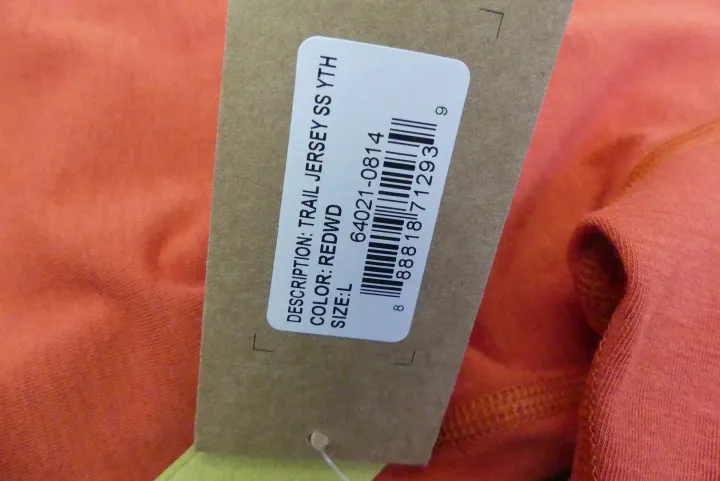 DESCRIPTION: TRAIL JERSEY SS YTH
COLOR: REDWD
SIZE:L
64021-0814
8 88818 71293 9